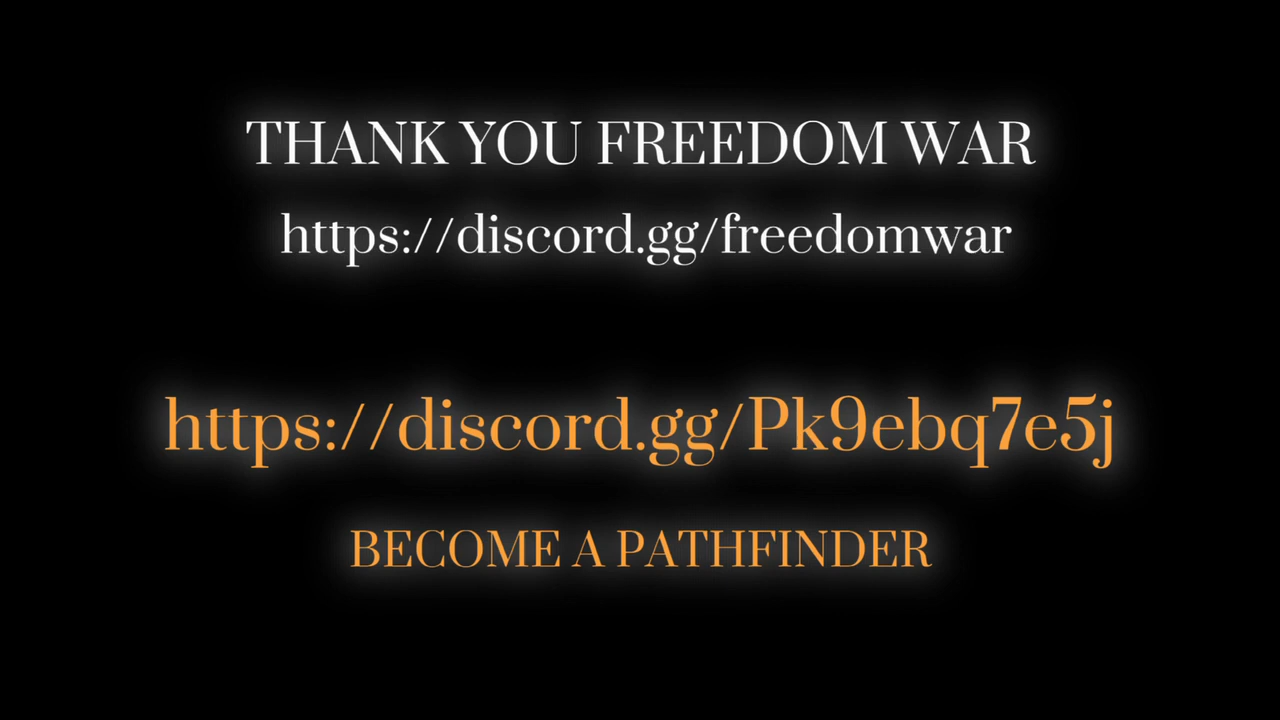 THANK YOU FREEDOM WAR
https://discord.gg/freedomwar
https://discord.gg/Pk9ebq7e5j
BECOME A PATHFINDER